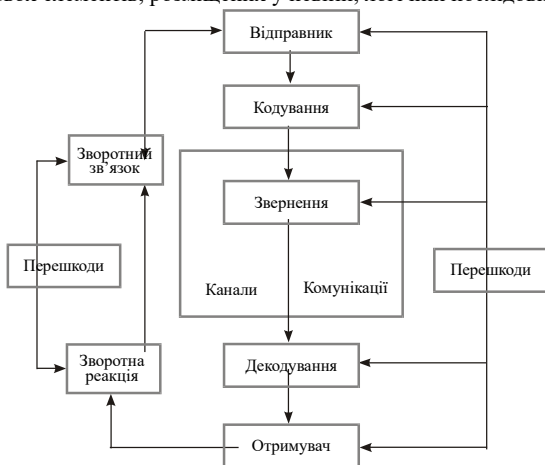 Відправник
Кодування
Зворотний
зв’язок
Звернення
Перешкоди
Перешкоди
Канали
Комунікації
Зворотна
реакція
Декодування
Отримувач